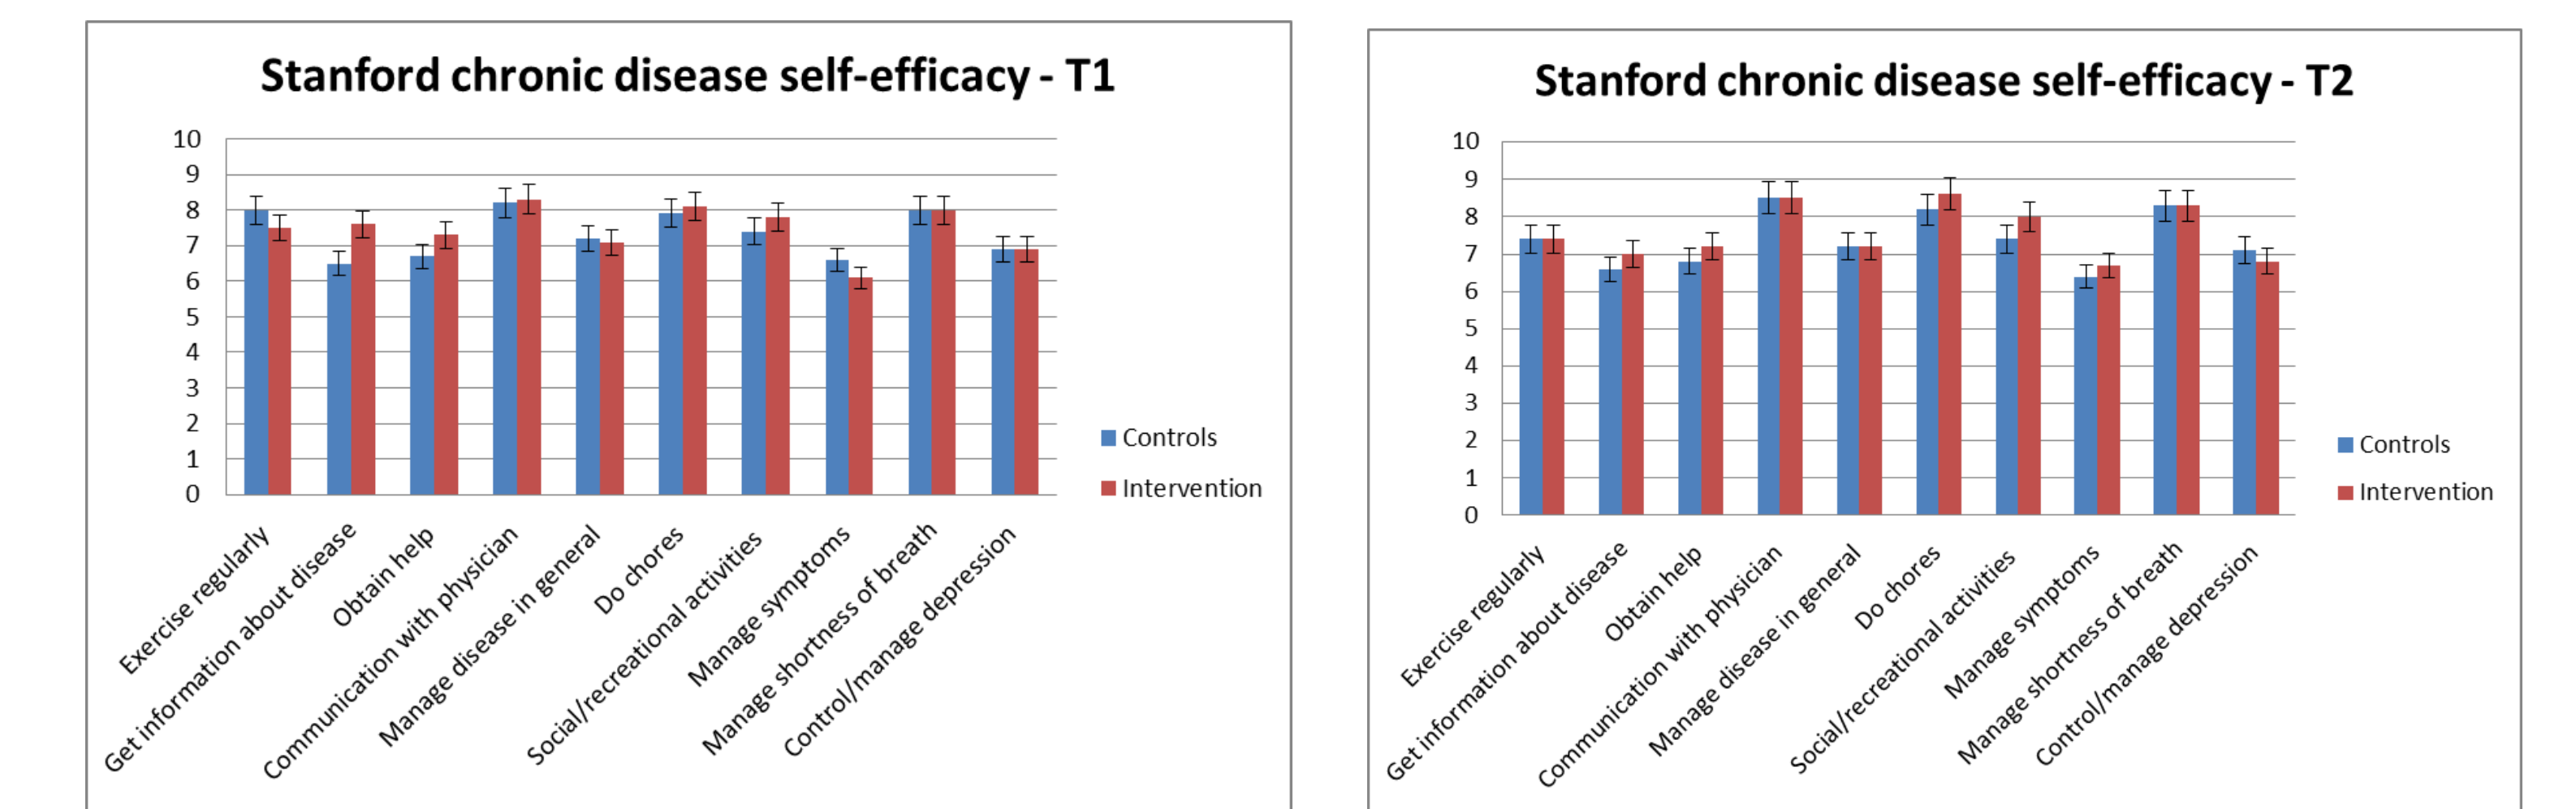 Stanford chronic disease self-efficacy - T1
10
9
8
7
6
5
4
3
2
1
0
Exercise regularly
Get information about disease
Obtain help
Communication with physician
Manage disease in general
Do chores
Social/recreational activities
Manage symptoms
Manage shortness of breath
Control/manage depression
Controls
Intervention
Stanford chronic disease self-efficacy - T2
10
9
8
7
6
5
4
3
2
1
0
Exercise regularly
Get information about disease
Obtain help
Communication with physician
Manage disease in general
Do chores
Social/recreational activities
Manage symptoms
Manage shortness of breath
Control/manage depression
Controls
Intervention